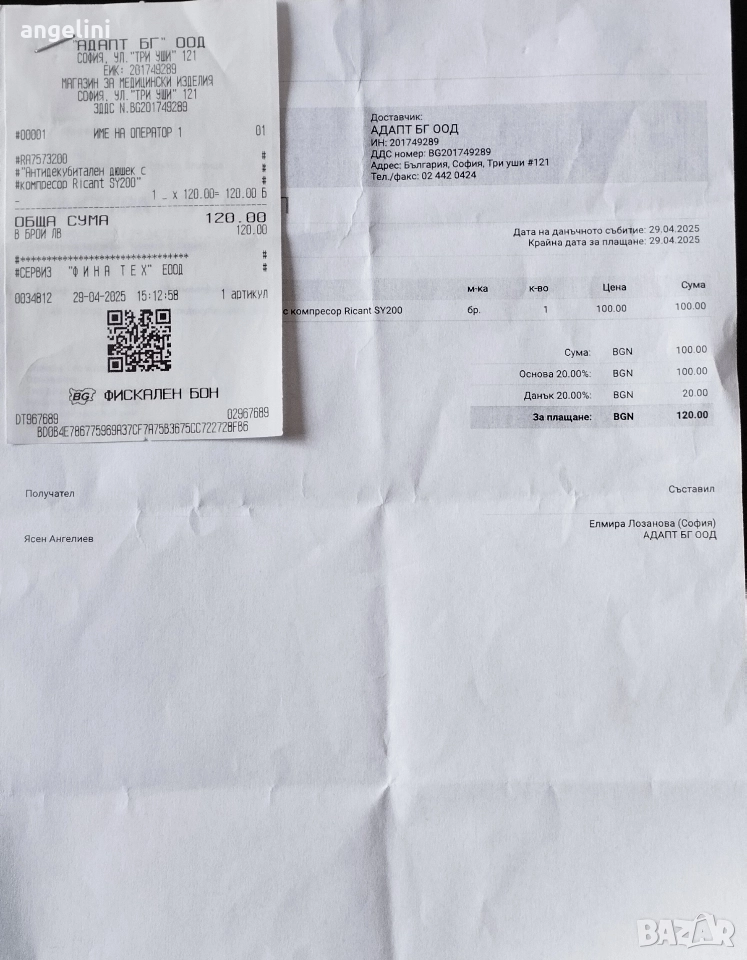 angelini
"АДАПТ БГ" ООД
СОФИЯ, УЛ."ТРИ УШИ" 121
ЕИК: 201749289
МАГАЗИН ЗА МЕДИЦИНСКИ ИЗДЕЛИЯ
СОФИЯ, УЛ."ТРИ УШИ" 121
ЗДДС N.BG201749289
#00001 ИМЕ НА ОПЕРАТОР 1 01
#RA7573200 #
#"Антидекубитален дюшек с #
#компресор Ricant SY200" #
1 _ x 120.00= 120.00 Б
ОБЩА СУМА 120.00
В БРОЙ ЛВ 120.00
#++++++++++++++++++++++++++++++++ #
#СЕРВИЗ "ФИНА ТЕХ" ЕООД #
0034812 29-04-2025 15:12:58 1 артикул
BG ФИСКАЛЕН БОН
DT967689 02967689
BD0B4E786775969A37CF7A75B3675CC72272BFB6
Доставчик:
АДАПТ БГ ООД
ИН: 201749289
ДДС номер: BG201749289
Адрес: България, София, Три уши #121
Тел./факс: 02 442 0424
Дата на данъчното събитие: 29.04.2025
Крайна дата за плащане: 29.04.2025
м-ка к-во Цена Сума
с компресор Ricant SY200 бр. 1 100.00 100.00
Сума: BGN 100.00
Основа 20.00%: BGN 100.00
Данък 20.00%: BGN 20.00
За плащане: BGN 120.00
Получател Съставил
Ясен Ангелиев
Елмира Лозанова (София)
АДАПТ БГ ООД
BAZAR